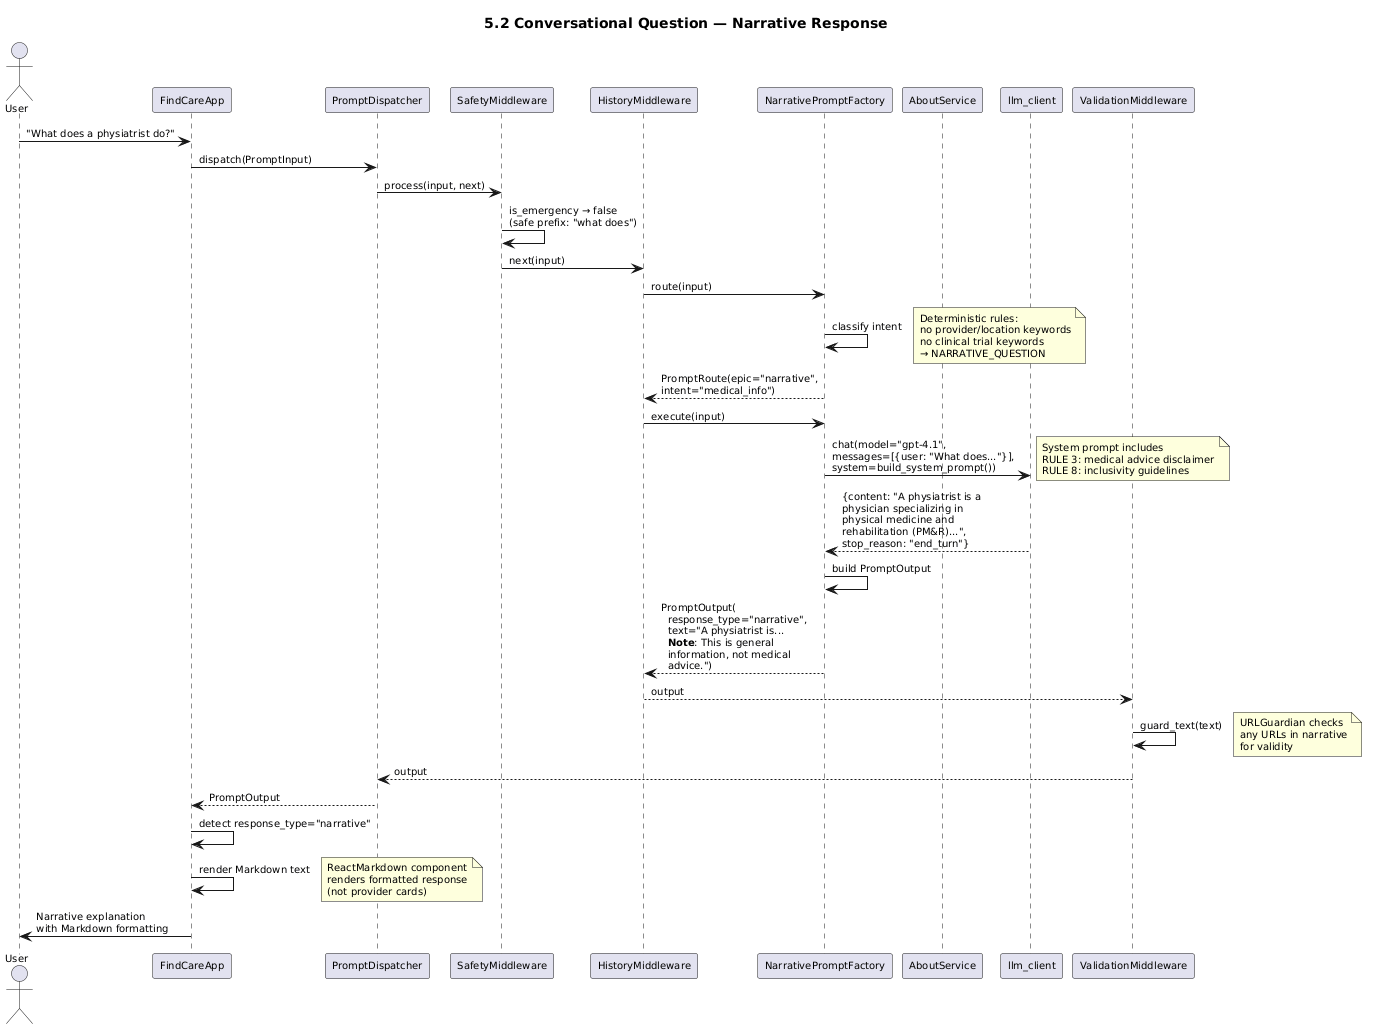 5.2 Conversational Question — Narrative Response
User
FindCareApp
PromptDispatcher
SafetyMiddleware
HistoryMiddleware
NarrativePromptFactory
AboutService
llm_client
ValidationMiddleware
"What does a physiatrist do?"
dispatch(PromptInput)
process(input, next)
is_emergency → false
(safe prefix: "what does")
next(input)
route(input)
classify intent
Deterministic rules:
no provider/location keywords
no clinical trial keywords
→ NARRATIVE_QUESTION
PromptRoute(epic="narrative",
intent="medical_info")
execute(input)
chat(model="gpt-4.1",
messages=[{user: "What does..."}],
system=build_system_prompt())
System prompt includes
RULE 3: medical advice disclaimer
RULE 8: inclusivity guidelines
{content: "A physiatrist is a
physician specializing in
physical medicine and
rehabilitation (PM&R)...",
stop_reason: "end_turn"}
build PromptOutput
PromptOutput(
response_type="narrative",
text="A physiatrist is...
Note: This is general
information, not medical
advice.")
output
guard_text(text)
URLGuardian checks
any URLs in narrative
for validity
output
PromptOutput
detect response_type="narrative"
render Markdown text
ReactMarkdown component
renders formatted response
(not provider cards)
Narrative explanation
with Markdown formatting
User
FindCareApp
PromptDispatcher
SafetyMiddleware
HistoryMiddleware
NarrativePromptFactory
AboutService
llm_client
ValidationMiddleware